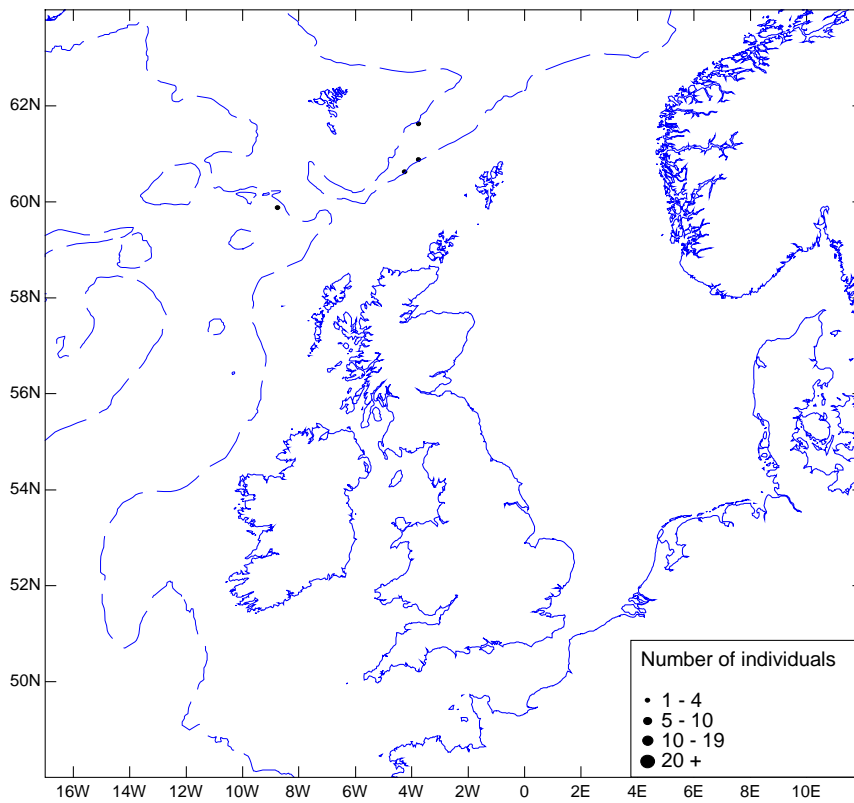 62N
60N
58N
56N
54N
52N
50N
Number of individuals
1 - 4
5 - 10
10 - 19
20 +
16W 14W 12W 10W 8W 6W 4W 2W 0 2E 4E 6E 8E 10E